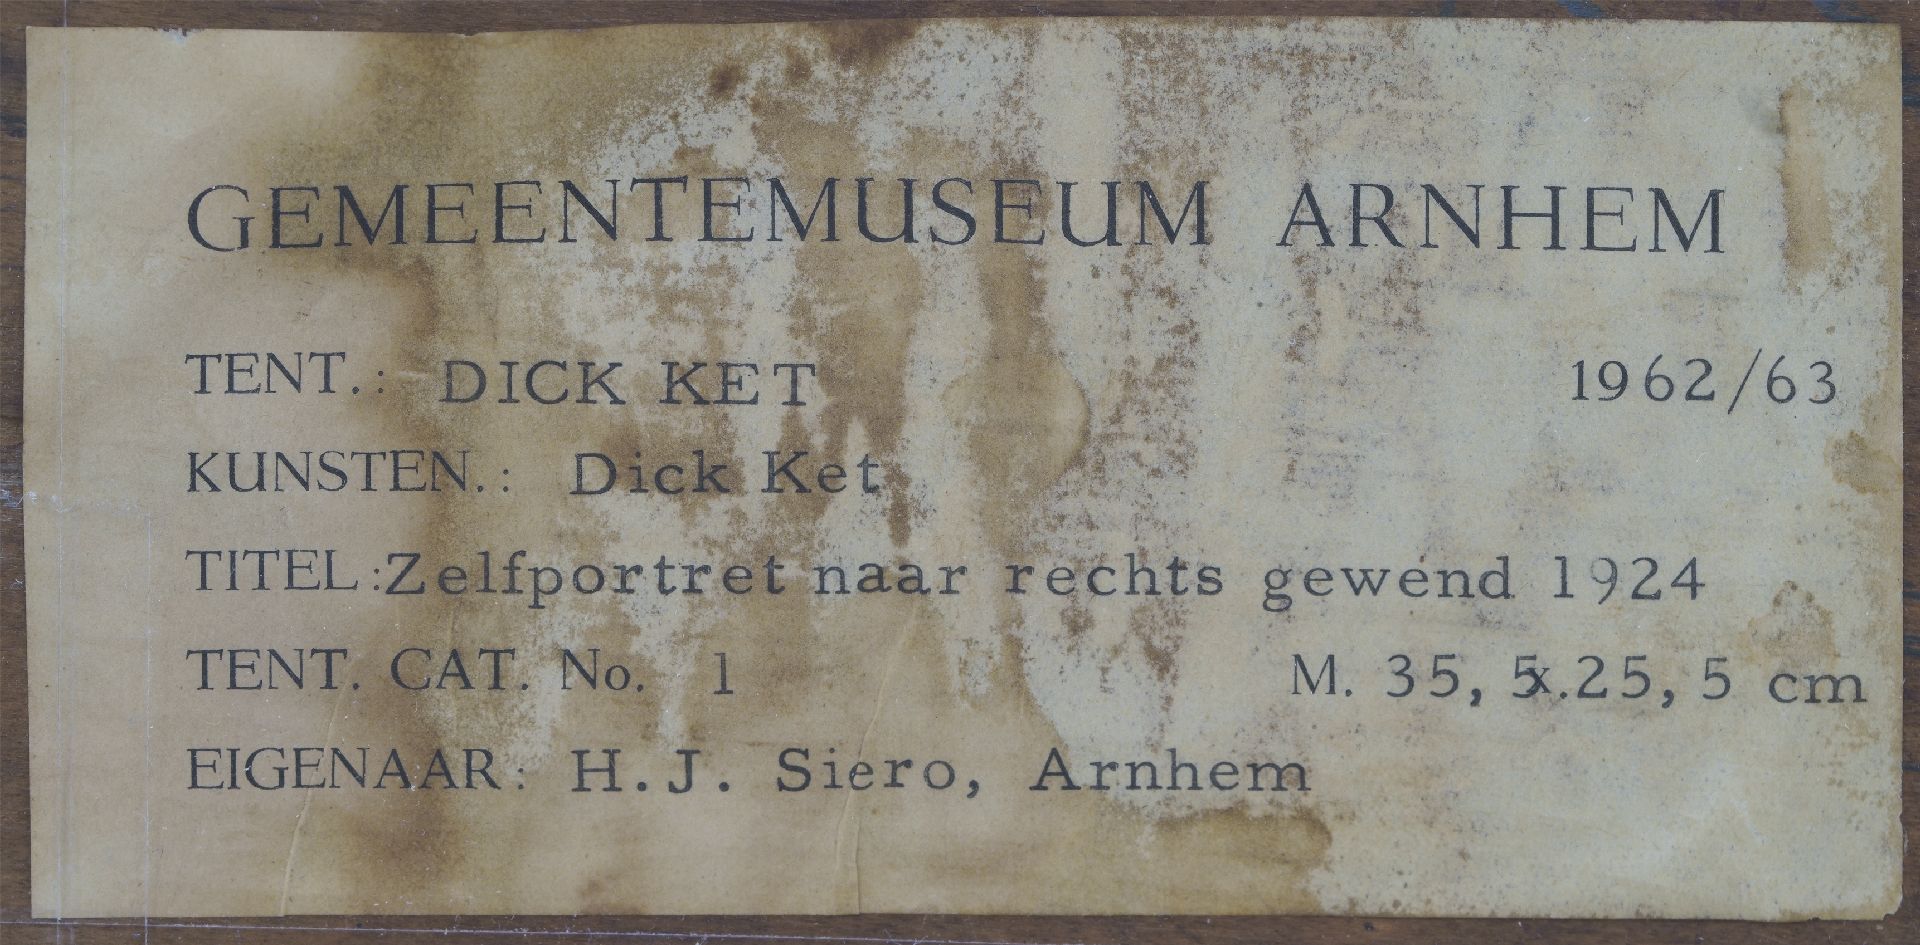 GEMEENTEMUSEUM ARNHEM
TENT.: DICK KET 1962/63
KUNSTEN.: Dick Ket
TITEL: Zelfportret naar rechts gewend 1924
TENT. CAT. No. 1 M. 35,5x.25,5 cm
EIGENAAR: H.J. Siero, Arnhem